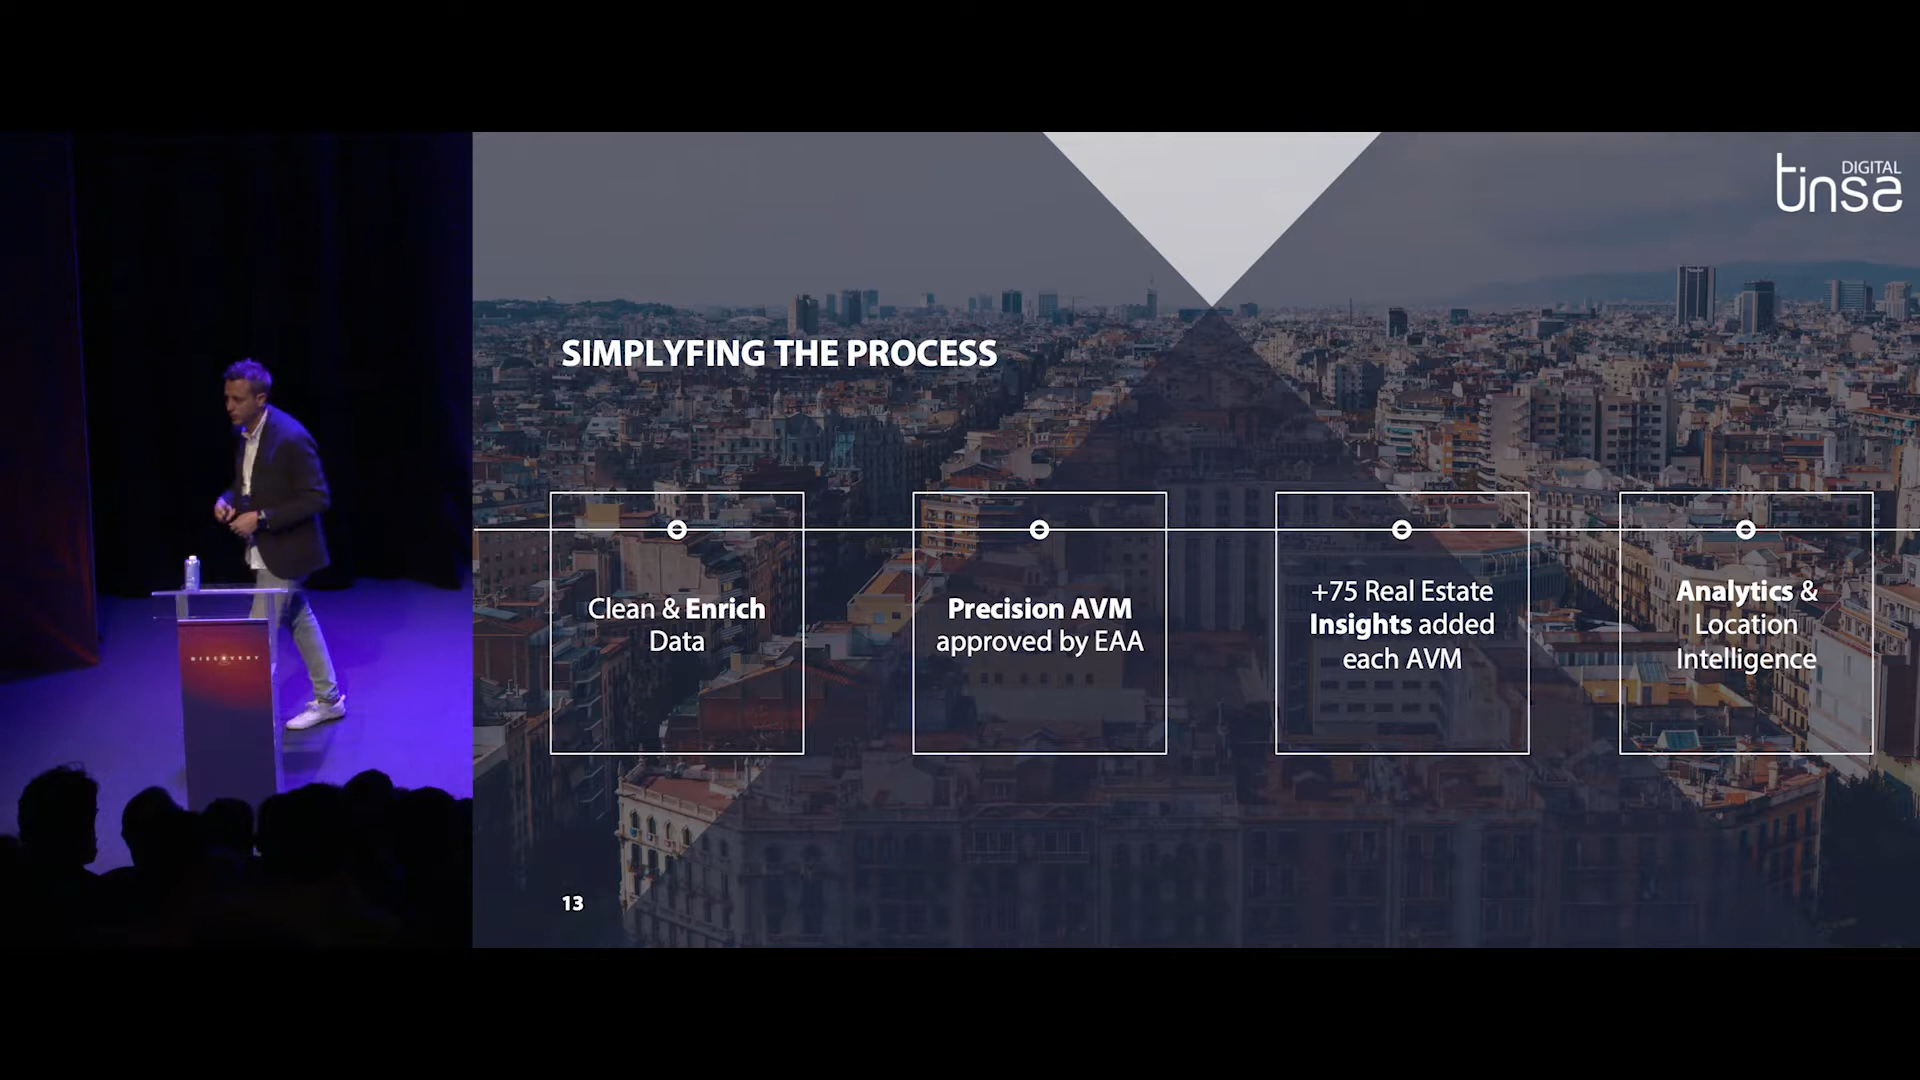 DIGITAL
tinsa
SIMPLYFING THE PROCESS
Clean & Enrich
Data
Precision AVM
approved by EAA
+75 Real Estate
Insights added
each AVM
Analytics &
Location
Intelligence
DISCOVERY
13